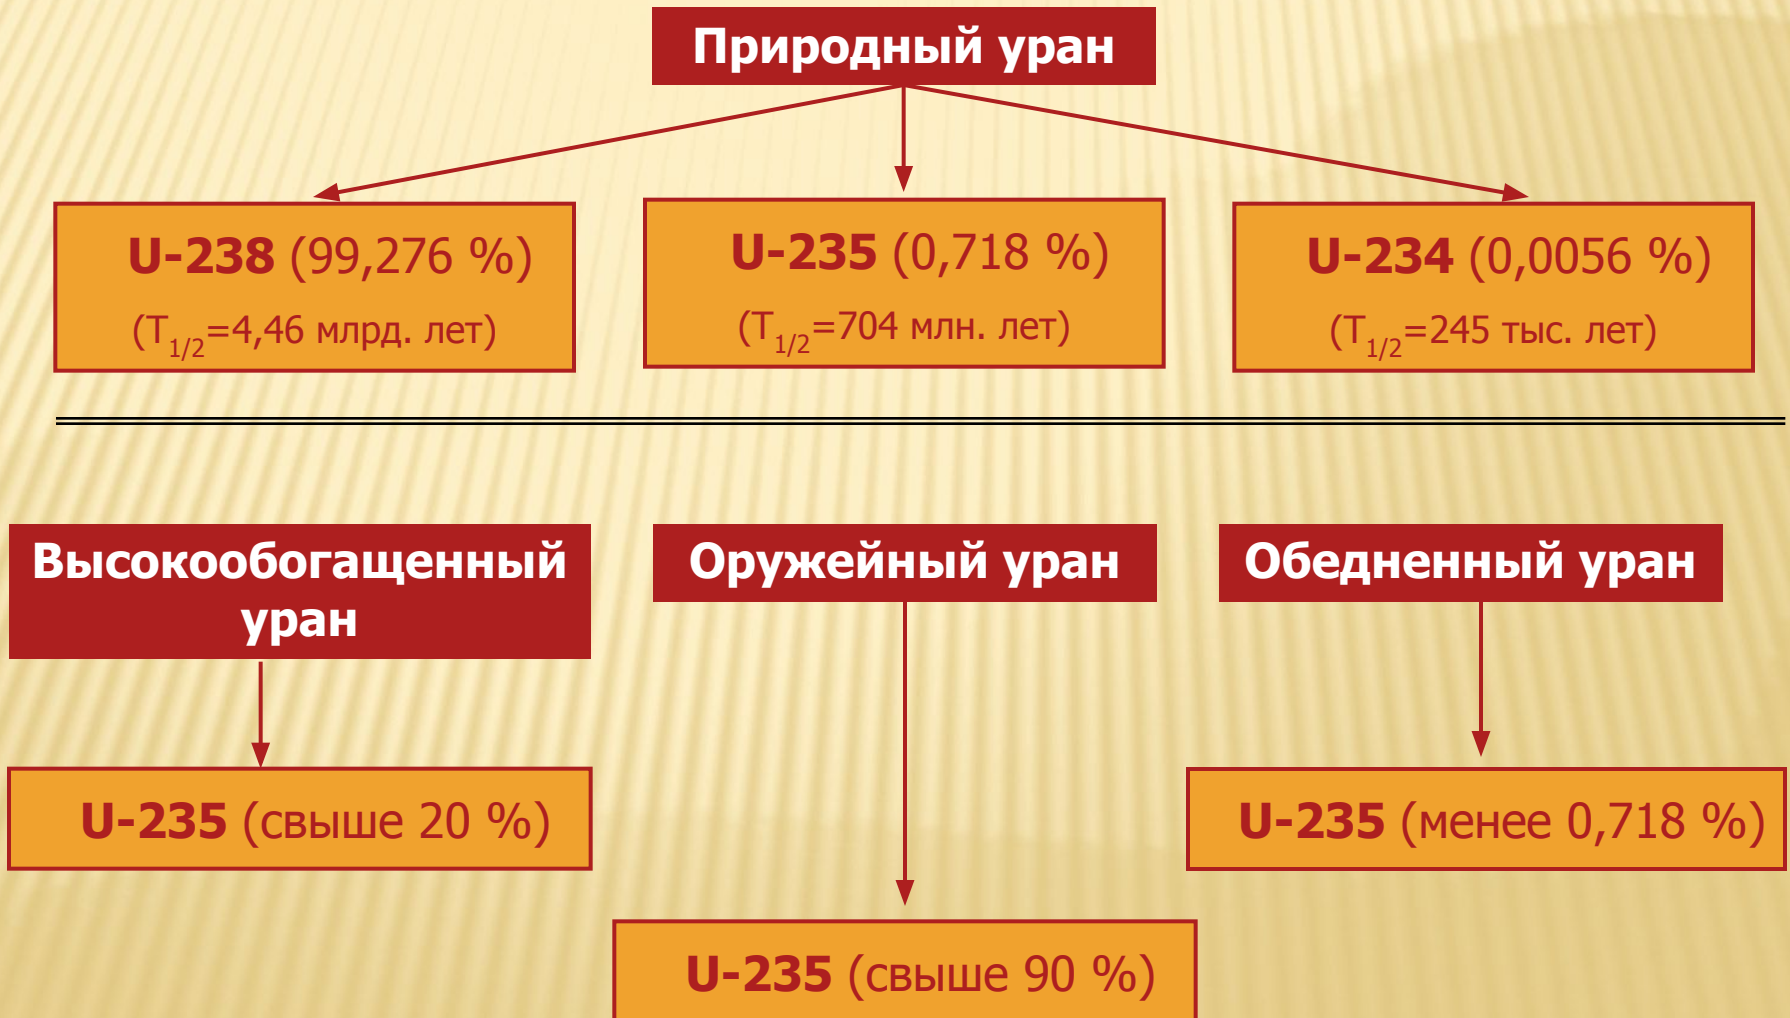 Природный уран
U-238 (99,276 %)
(T1/2=4,46 млрд. лет)
U-235 (0,718 %)
(T1/2=704 млн. лет)
U-234 (0,0056 %)
(T1/2=245 тыс. лет)
Высокообогащенный
уран
Оружейный уран
Обедненный уран
U-235 (свыше 20 %)
U-235 (менее 0,718 %)
U-235 (свыше 90 %)